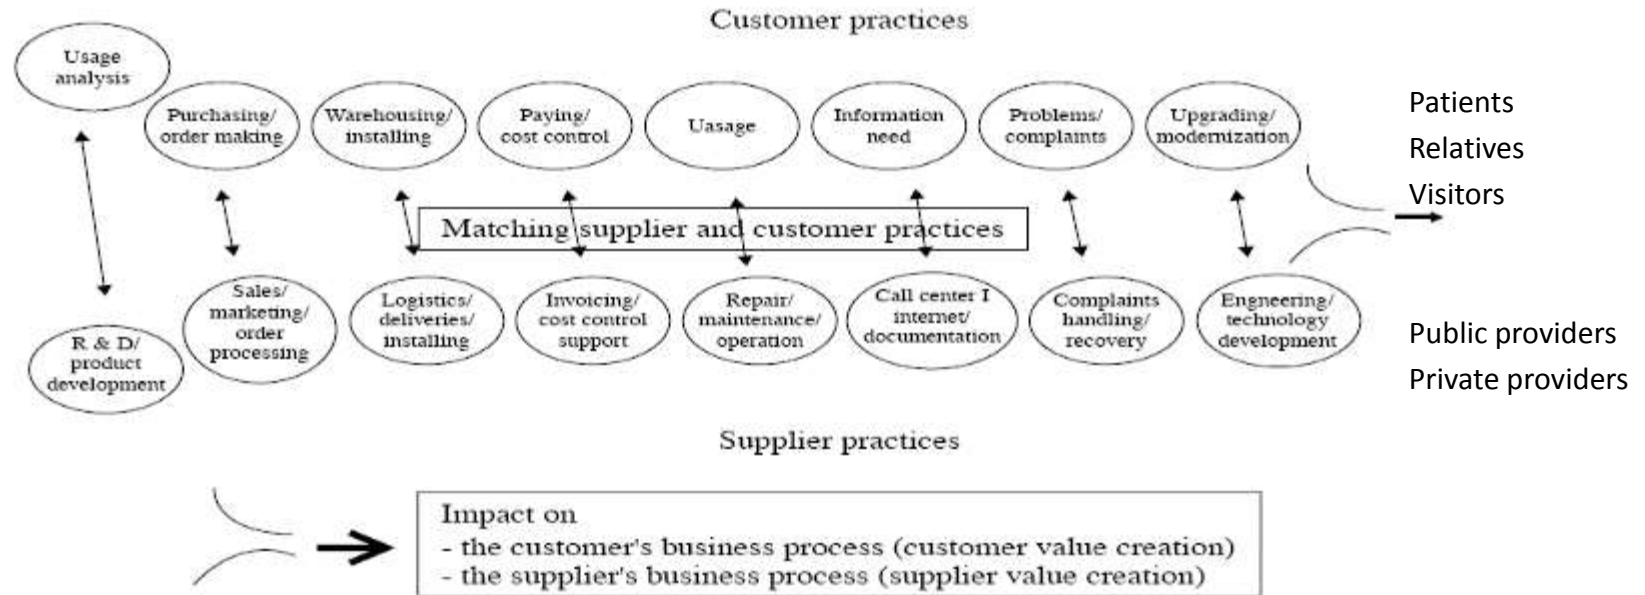 Customer practices
Usage
analysis
Purchasing/
order making
Warehousing/
installing
Paying/
cost control
Uasage
Information
need
Problems/
complaints
Upgrading/
modernization
Patients
Relatives
Visitors
Matching supplier and customer practices
R & D/
product
development
Sales/
marketing/
order
processing
Logistics/
deliveries/
installing
Invoicing/
cost control
support
Repair/
maintenance/
operation
Call center I
internet/
documentation
Complaints
handling/
recovery
Engneering/
technology
development
Public providers
Private providers
Supplier practices
Impact on
- the customer's business process (customer value creation)
- the supplier's business process (supplier value creation)